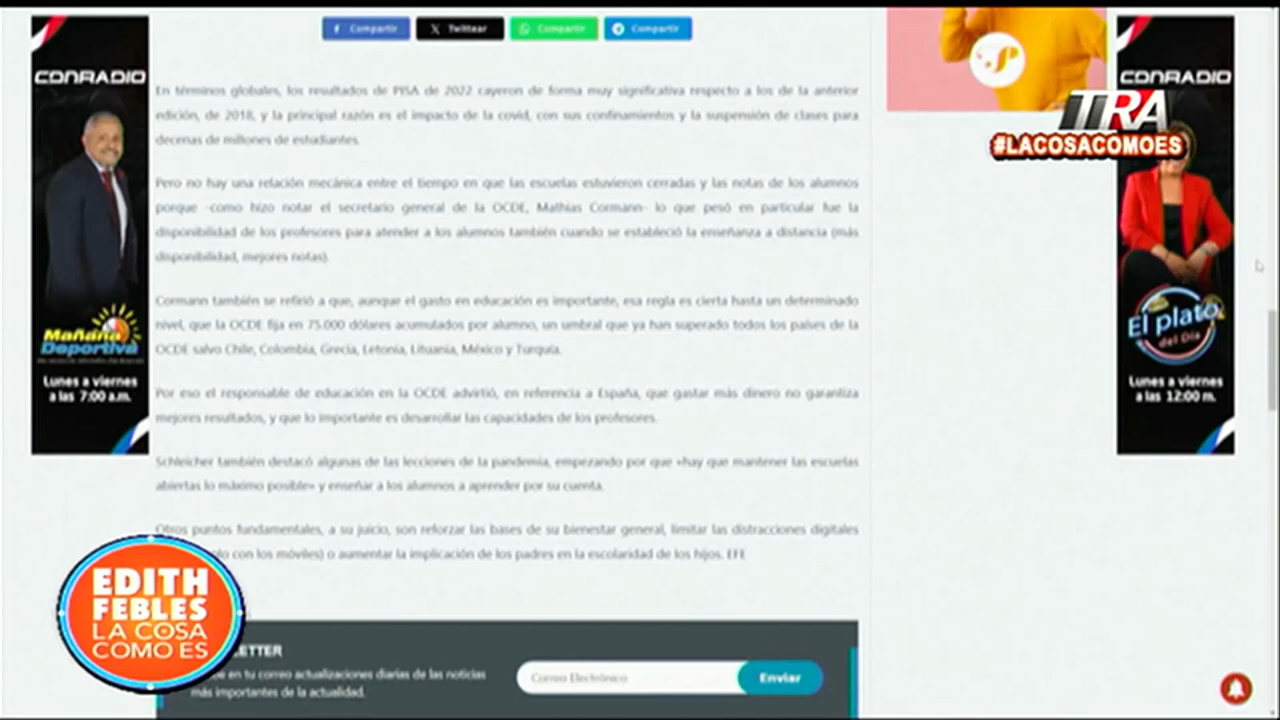 Compartir
Twittear
Compartir
Compartir
CDNRADIO
CDNRADIO
TRA
#LACOSACOMOES
En términos globales, los resultados de PISA de 2022 cayeron de forma muy significativa respecto a los de la anterior
edición, de 2018, y la principal razón es el impacto de la covid, con sus confinamientos y la suspensión de clases para
decenas de millones de estudiantes.
Pero no hay una relación mecánica entre el tiempo en que las escuelas estuvieron cerradas y las notas de los alumnos
porque -como hizo notar el secretario general de la OCDE, Mathias Cormann- lo que pesó en particular fue la
disponibilidad de los profesores para atender a los alumnos también cuando se estableció la enseñanza a distancia (más
disponibilidad, mejores notas).
Cormann también se refirió a que, aunque el gasto en educación es importante, esa regla es cierta hasta un determinado
nivel, que la OCDE fija en 75.000 dólares acumulados por alumno, un umbral que ya han superado todos los países de la
OCDE salvo Chile, Colombia, Grecia, Letonia, Lituania, México y Turquía.
Por eso el responsable de educación en la OCDE advirtió, en referencia a España, que gastar más dinero no garantiza
mejores resultados, y que lo importante es desarrollar las capacidades de los profesores.
Schleicher también destacó algunas de las lecciones de la pandemia, empezando por que «hay que mantener las escuelas
abiertas lo máximo posible» y enseñar a los alumnos a aprender por su cuenta.
Otros puntos fundamentales, a su juicio, son reforzar las bases de su bienestar general, limitar las distracciones digitales
con los móviles) o aumentar la implicación de los padres en la escolaridad de los hijos. EFE
Mañana
Deportiva
Lunes a viernes
a las 7:00 a.m.
El plato
del Día
Lunes a viernes
a las 12:00 m.
EDITH
FEBLES
LA COSA
COMO ES
ETTER
en tu correo actualizaciones diarias de las noticias
más importantes de la actualidad.
Correo Electrónico
Enviar